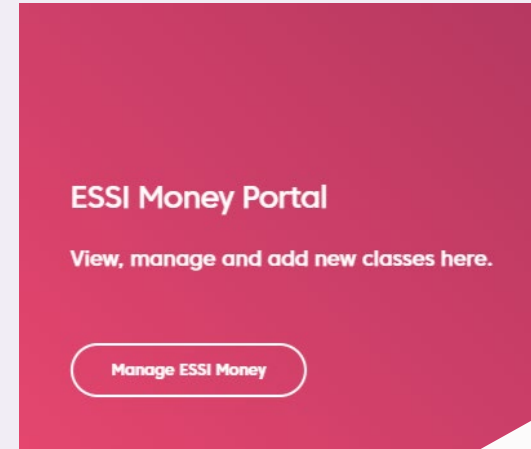 ESSI Money Portal
View, manage and add new classes here.
Manage ESSI Money